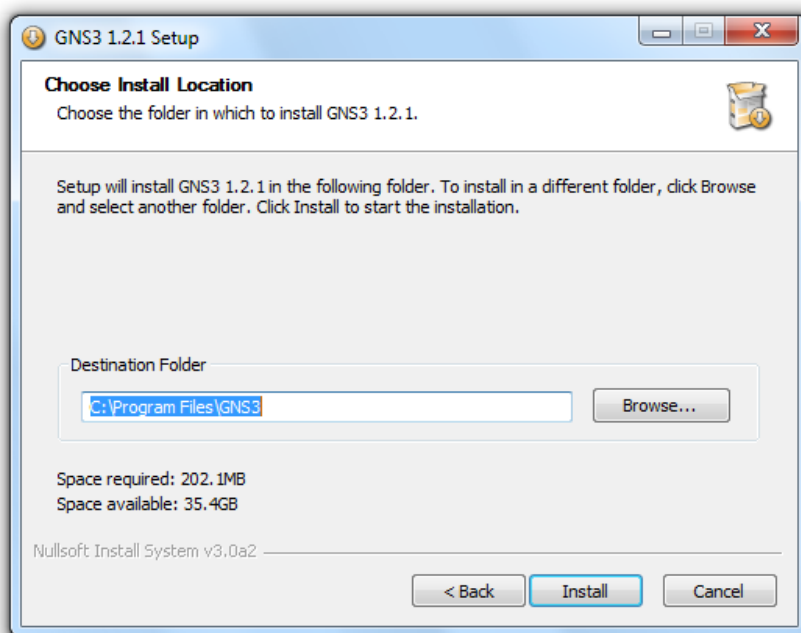 GNS3 1.2.1 Setup
Choose Install Location
Choose the folder in which to install GNS3 1.2.1.
Setup will install GNS3 1.2.1 in the following folder. To install in a different folder, click Browse
and select another folder. Click Install to start the installation.
Destination Folder
C:\Program Files\GNS3
Browse...
Space required: 202.1MB
Space available: 35.4GB
Nullsoft Install System v3.0a2
< Back
Install
Cancel